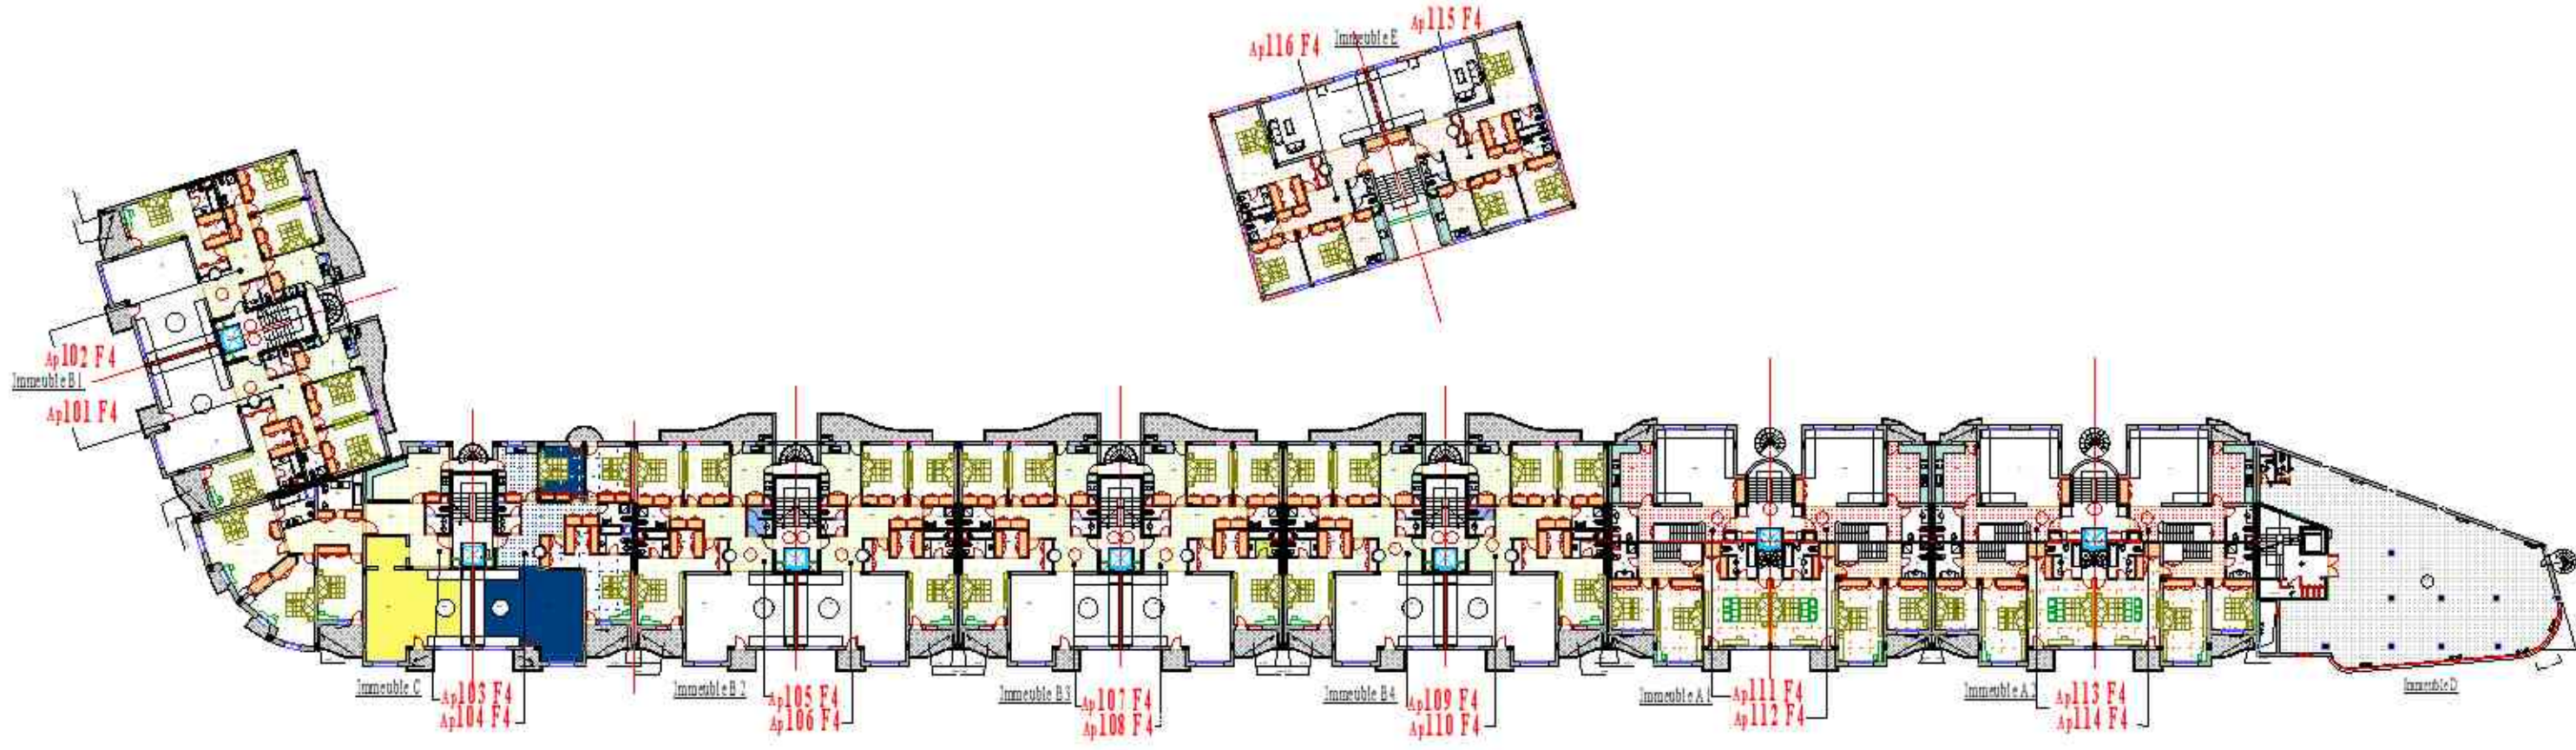 Ap115 F4
Immeuble E
Ap116 F4
Ap102 F4
Immeuble B1
Ap101 F4
Immeuble C
Ap103 F4
Ap104 F4
Immeuble B2
Ap105 F4
Ap106 F4
Immeuble B3
Ap107 F4
Ap108 F4
Immeuble B4
Ap109 F4
Ap110 F4
Immeuble A1
Ap111 F4
Ap112 F4
Immeuble A2
Ap113 F4
Ap114 F4
Immeuble D